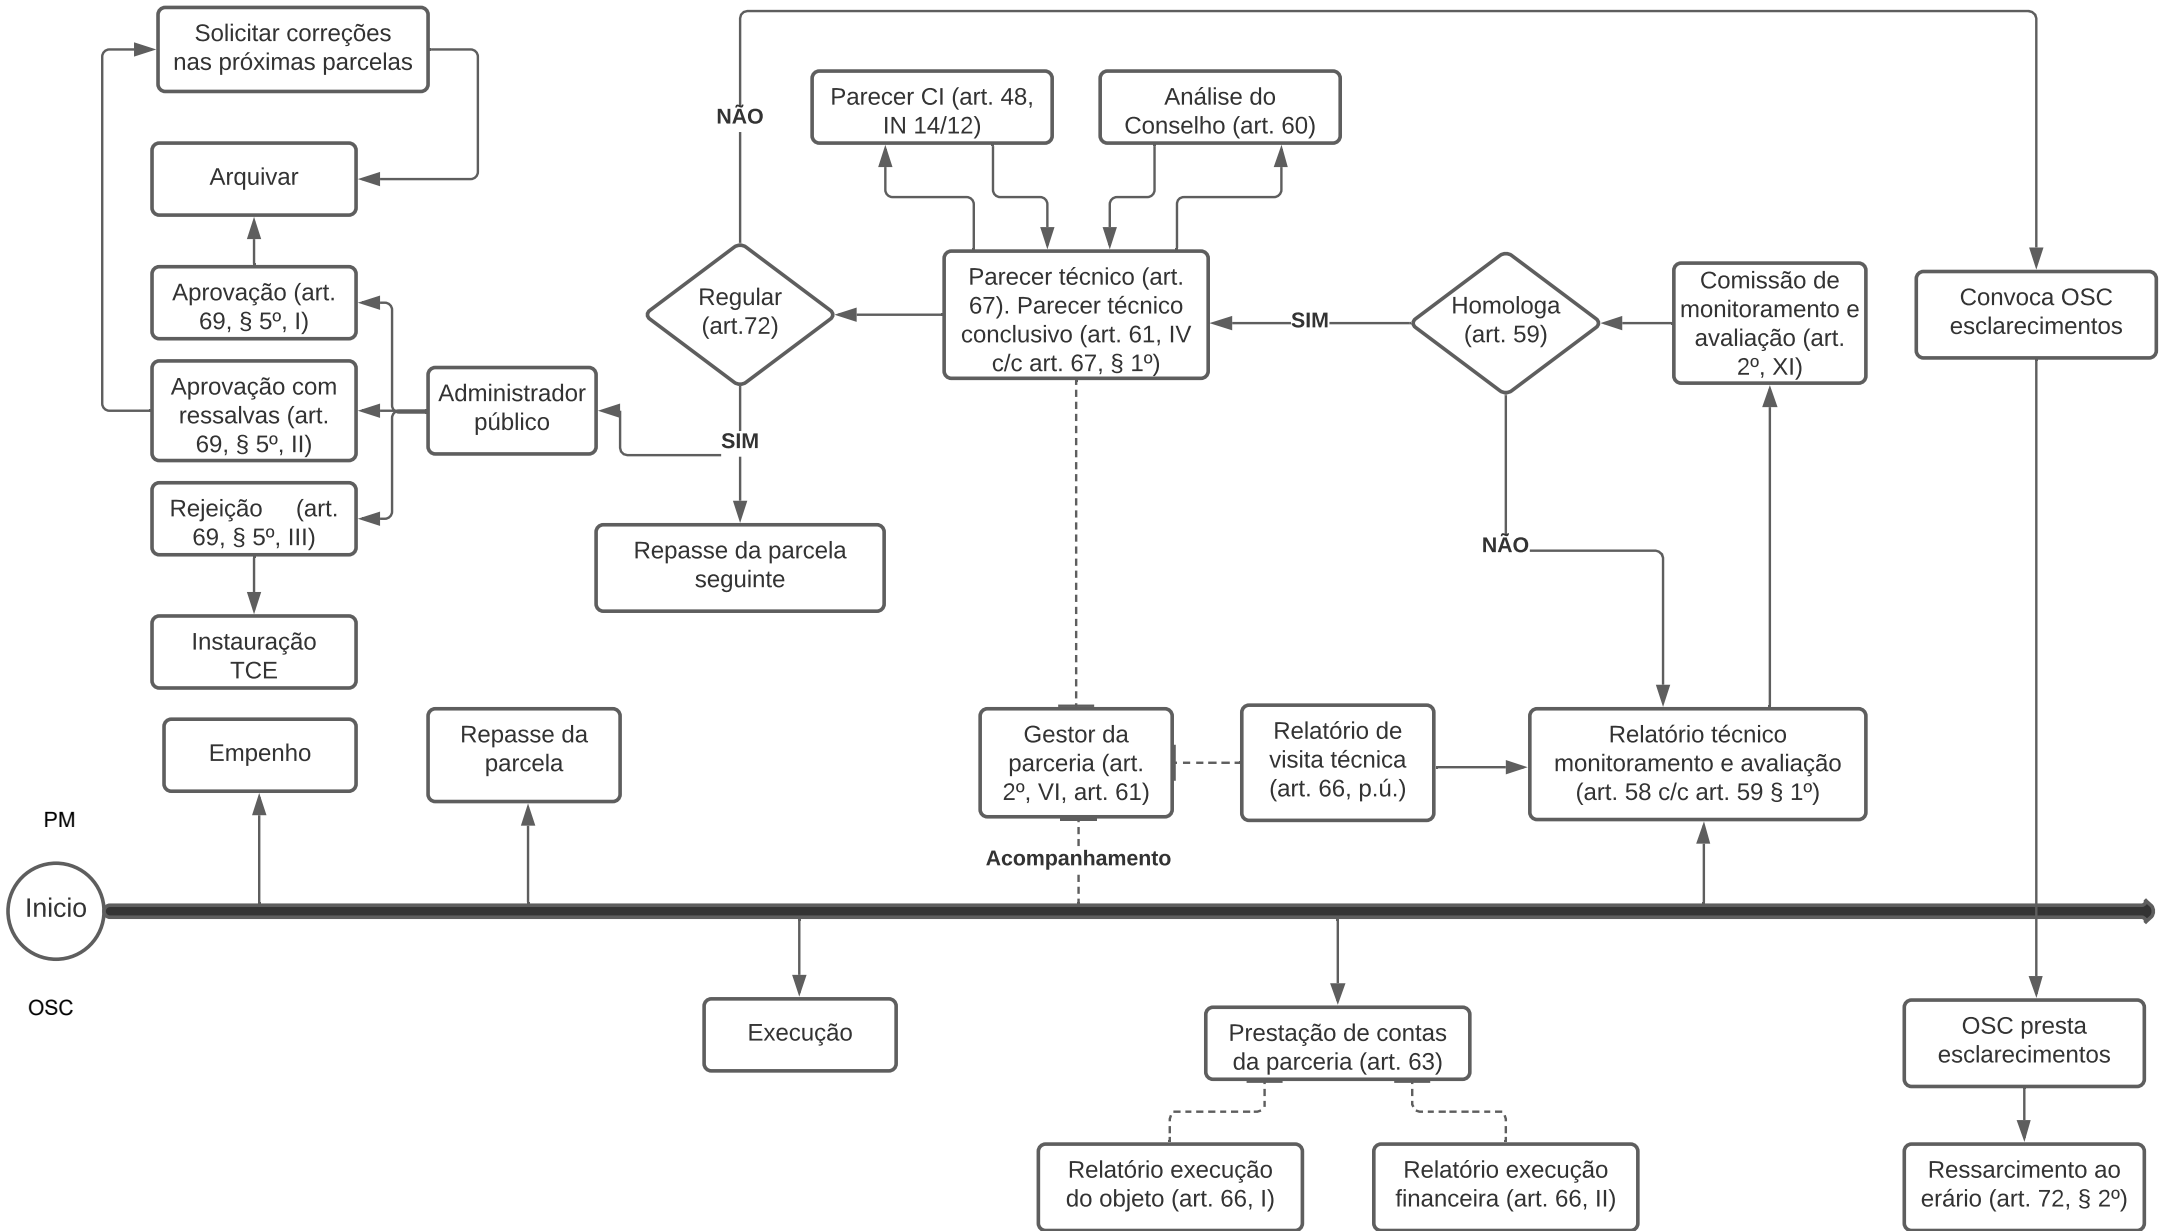 Solicitar correções
nas próximas parcelas
Arquivar
Aprovação (art.
69, § 5º, I)
Aprovação com
ressalvas (art.
69, § 5º, II)
Rejeição (art.
69, § 5º, III)
Instauração
TCE
Administrador
público
NÃO
Regular
(art.72)
SIM
Repasse da parcela
seguinte
Parecer CI (art. 48,
IN 14/12)
Análise do
Conselho (art. 60)
Parecer técnico (art.
67). Parecer técnico
conclusivo (art. 61, IV
c/c art. 67, § 1º)
SIM
Homologa
(art. 59)
NÃO
Comissão de
monitoramento e
avaliação (art.
2º, XI)
Convoca OSC
esclarecimentos
Empenho
Repasse da
parcela
Gestor da
parceria (art.
2º, VI, art. 61)
Relatório de
visita técnica
(art. 66, p.ú.)
Relatório técnico
monitoramento e avaliação
(art. 58 c/c art. 59 § 1º)
PM
Acompanhamento
Inicio
OSC
Execução
Prestação de contas
da parceria (art. 63)
OSC presta
esclarecimentos
Relatório execução
do objeto (art. 66, I)
Relatório execução
financeira (art. 66, II)
Ressarcimento ao
erário (art. 72, § 2º)